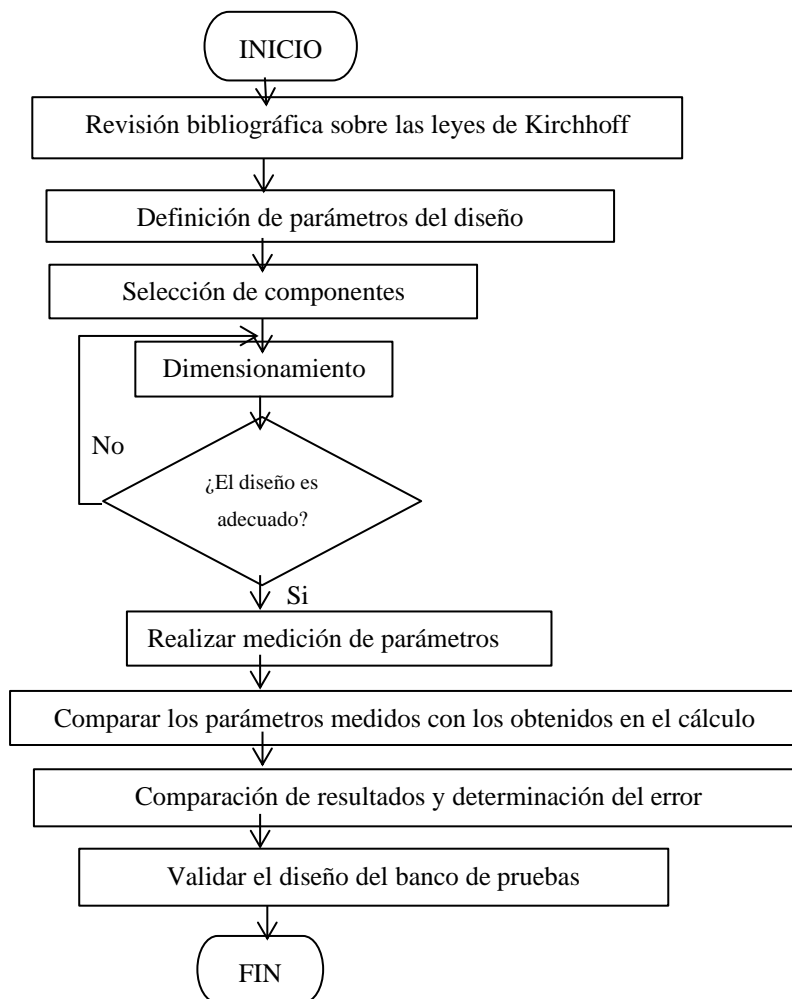 INICIO
Revisión bibliográfica sobre las leyes de Kirchhoff
Definición de parámetros del diseño
Selección de componentes
Dimensionamiento
No
¿El diseño es
adecuado?
Si
Realizar medición de parámetros
Comparar los parámetros medidos con los obtenidos en el cálculo
Comparación de resultados y determinación del error
Validar el diseño del banco de pruebas
FIN